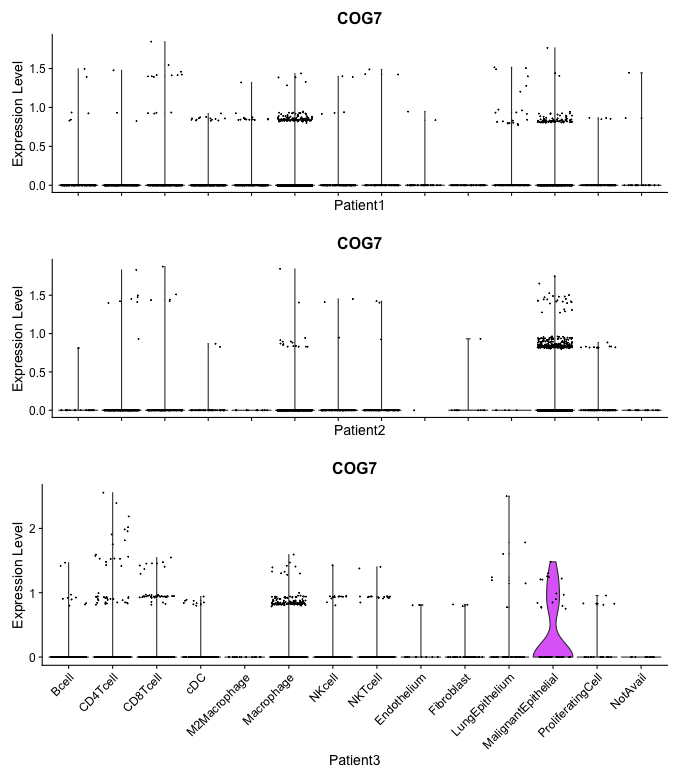 COG7
Expression Level
1.5
1.0
0.5
0.0
Patient1
COG7
Expression Level
1.5
1.0
0.5
0.0
Patient2
COG7
Expression Level
2
1
0
Bcell
CD4Tcell
CD8Tcell
cDC
M2Macrophage
Macrophage
NKcell
NKTcell
Endothelium
Fibroblast
LungEpithelium
MalignantEpithelial
ProliferatingCell
NotAvail
Patient3